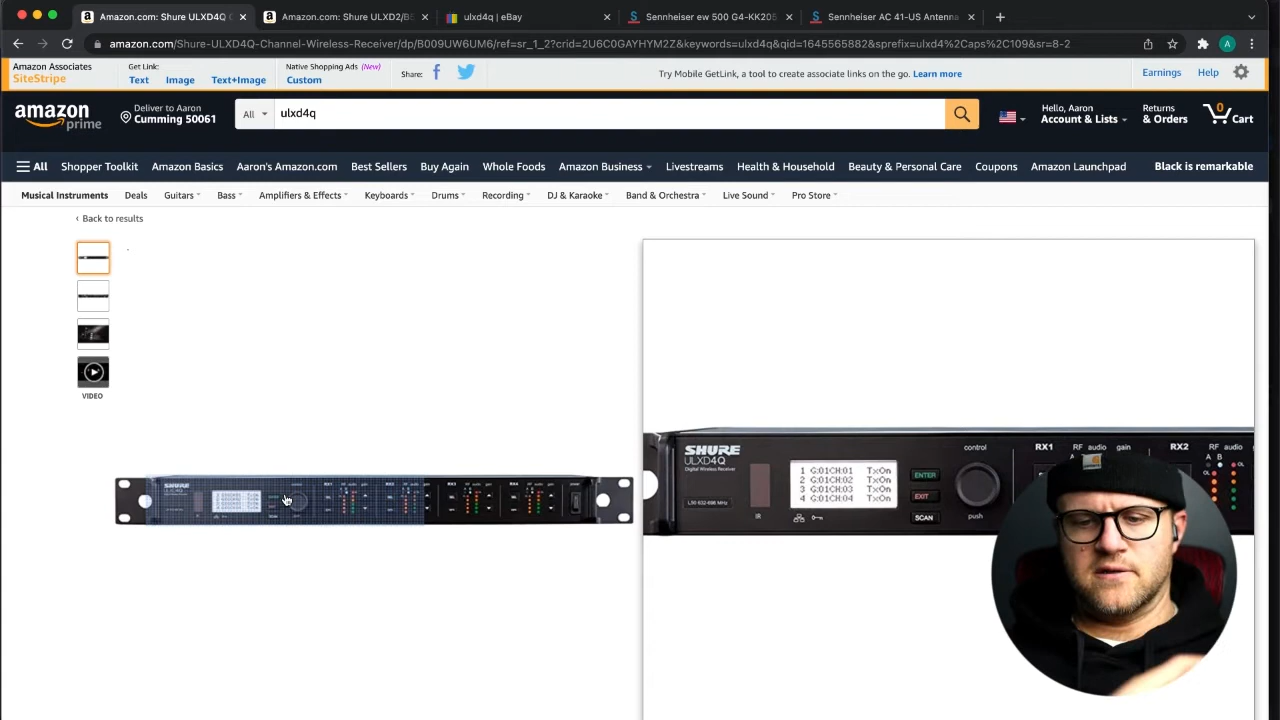 Amazon.com: Shure ULXD4Q C
Amazon.com: Shure ULXD2/B5
ulxd4q | eBay
Sennheiser ew 500 G4-KK205
Sennheiser AC 41-US Antenna
amazon.com/Shure-ULXD4Q-Channel-Wireless-Receiver/dp/B009UW6UM6/ref=sr_1_2?crid=2U6C0GAYHYM2Z&keywords=ulxd4q&qid=1645565882&sprefix=ulxd4%2Caps%2C109&sr=8-2
A
Amazon Associates
SiteStripe
Get Link:
Text Image Text+Image
Native Shopping Ads (New)
Custom
Share:
Try Mobile GetLink, a tool to create associate links on the go. Learn more
Earnings Help
amazon
prime
Deliver to Aaron
Cumming 50061
All
ulxd4q
Hello, Aaron
Account & Lists
Returns
& Orders
0
Cart
All Shopper Toolkit Amazon Basics Aaron's Amazon.com Best Sellers Buy Again Whole Foods Amazon Business Livestreams Health & Household Beauty & Personal Care Coupons Amazon Launchpad Black is remarkable
Musical Instruments Deals Guitars Bass Amplifiers & Effects Keyboards Drums Recording DJ & Karaoke Band & Orchestra Live Sound Pro Store
‹ Back to results
VIDEO
SHURE
ULXD4Q
Digital Wireless Receiver
L50 632-696 MHz
IR
1 G:01CH:01 TxOn
2 G:01CH:02 TxOn
3 G:01CH:03 TxOn
4 G:01CH:04 TxOn
ENTER
EXIT
SCAN
control
push
RX1
RF audio gain
RX2
RF audio
A B
OL